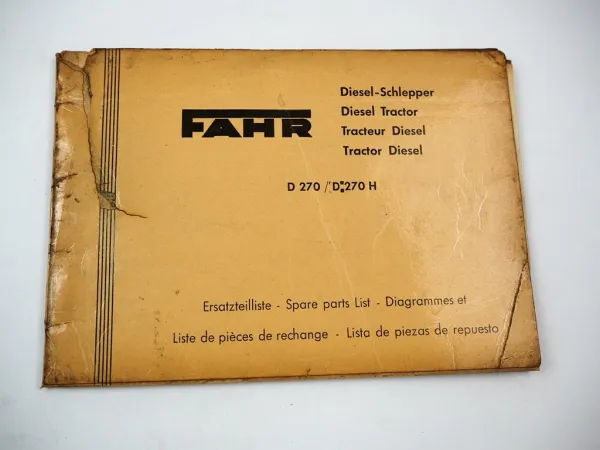 FAHR
Diesel-Schlepper
Diesel Tractor
Tracteur Diesel
Tractor Diesel
D 270 / D 270 H
Ersatzteilliste - Spare parts List - Diagrammes et
Liste de pièces de rechange - Lista de piezas de repuesto